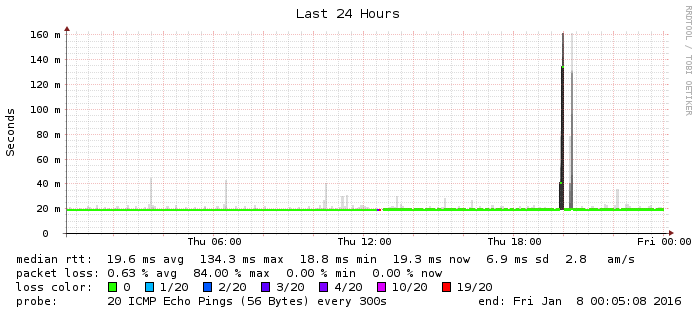 Last 24 Hours
RRDTOOL / TOBI OETIKER
Seconds
160 m
140 m
120 m
100 m
80 m
60 m
40 m
20 m
0
Thu 06:00 Thu 12:00 Thu 18:00 Fri 00:00
median rtt: 19.6 ms avg 134.3 ms max 18.8 ms min 19.3 ms now 6.9 ms sd 2.8 am/s
packet loss: 0.63 % avg 84.00 % max 0.00 % min 0.00 % now
loss color: 0 1/20 2/20 3/20 4/20 10/20 19/20
probe: 20 ICMP Echo Pings (56 Bytes) every 300s end: Fri Jan 8 00:05:08 2016